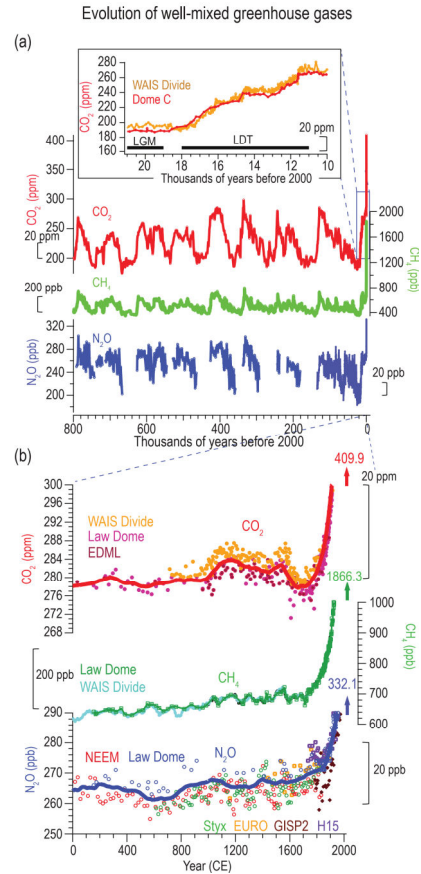 Evolution of well-mixed greenhouse gases
(a)
280
260
240
220
200
180
160
CO2 (ppm)
WAIS Divide
Dome C
LGM
LDT
20 ppm
20
18
16
14
12
10
Thousands of years before 2000
400
350
300
250
200
CO2 (ppm)
20 ppm
CO2
2000
1600
1200
800
400
CH4 (ppb)
200 ppb
CH4
320
280
240
200
N2O (ppb)
N2O
20 ppb
800
600
400
200
0
Thousands of years before 2000
(b)
409.9
300
296
292
288
284
280
276
272
268
CO2 (ppm)
WAIS Divide
Law Dome
EDML
CO2
20 ppm
1866.3
1000
900
800
700
600
CH4 (ppb)
200 ppb
Law Dome
WAIS Divide
CH4
332.1
290
280
270
260
250
N2O (ppb)
NEEM
Law Dome
N2O
20 ppb
Styx
EURO
GISP2
H15
0
400
800
1200
1600
2000
Year (CE)